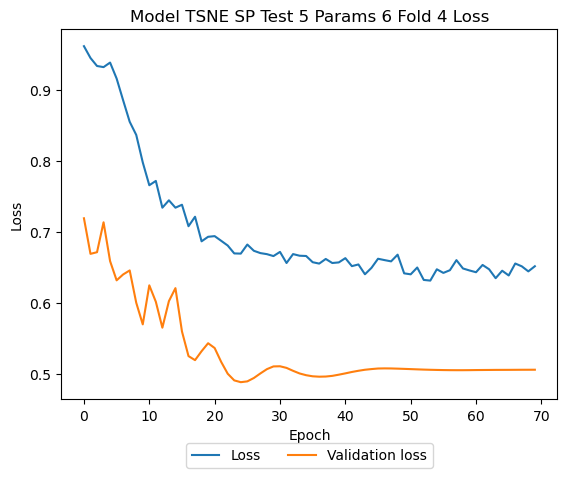 Model TSNE SP Test 5 Params 6 Fold 4 Loss
Loss
0.9
0.8
0.7
0.6
0.5
0 10 20 30 40 50 60 70
Epoch
Loss Validation loss